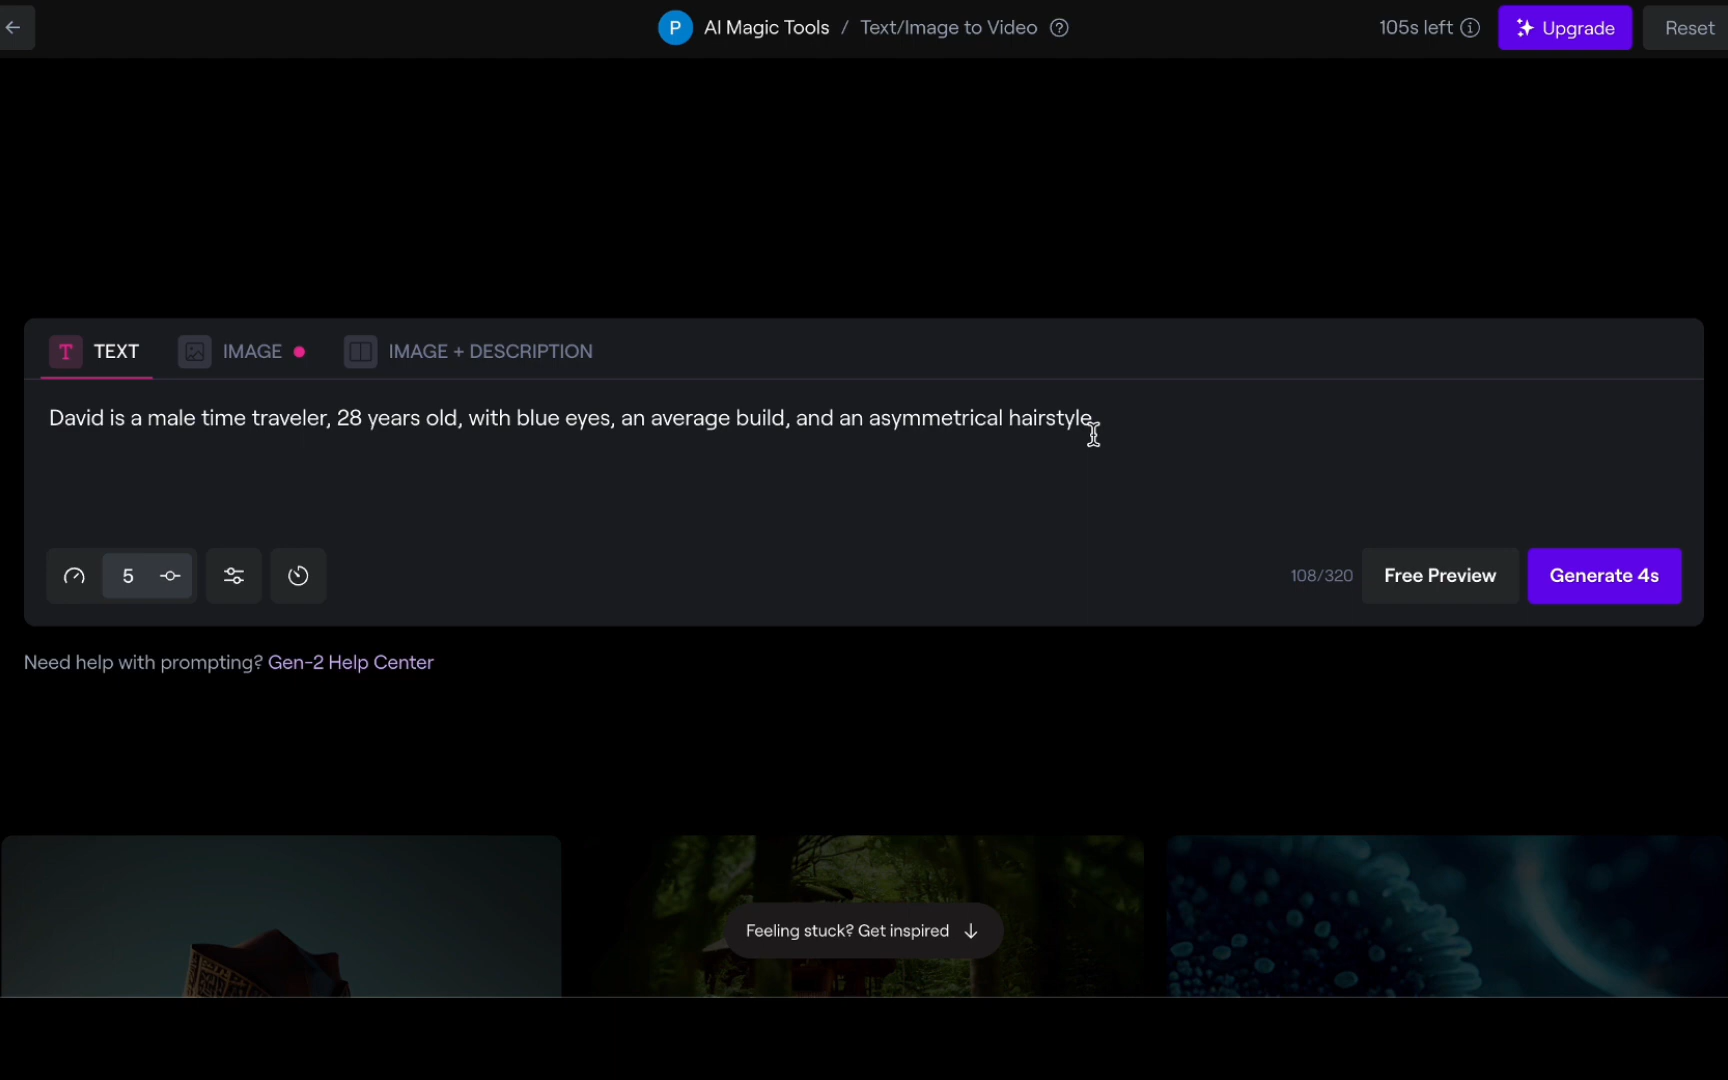 P AI Magic Tools / Text/Image to Video
105s left
Upgrade
Reset
T TEXT
IMAGE
IMAGE + DESCRIPTION
David is a male time traveler, 28 years old, with blue eyes, an average build, and an asymmetrical hairstyle
5
108/320
Free Preview
Generate 4s
Need help with prompting? Gen-2 Help Center
Feeling stuck? Get inspired ↓